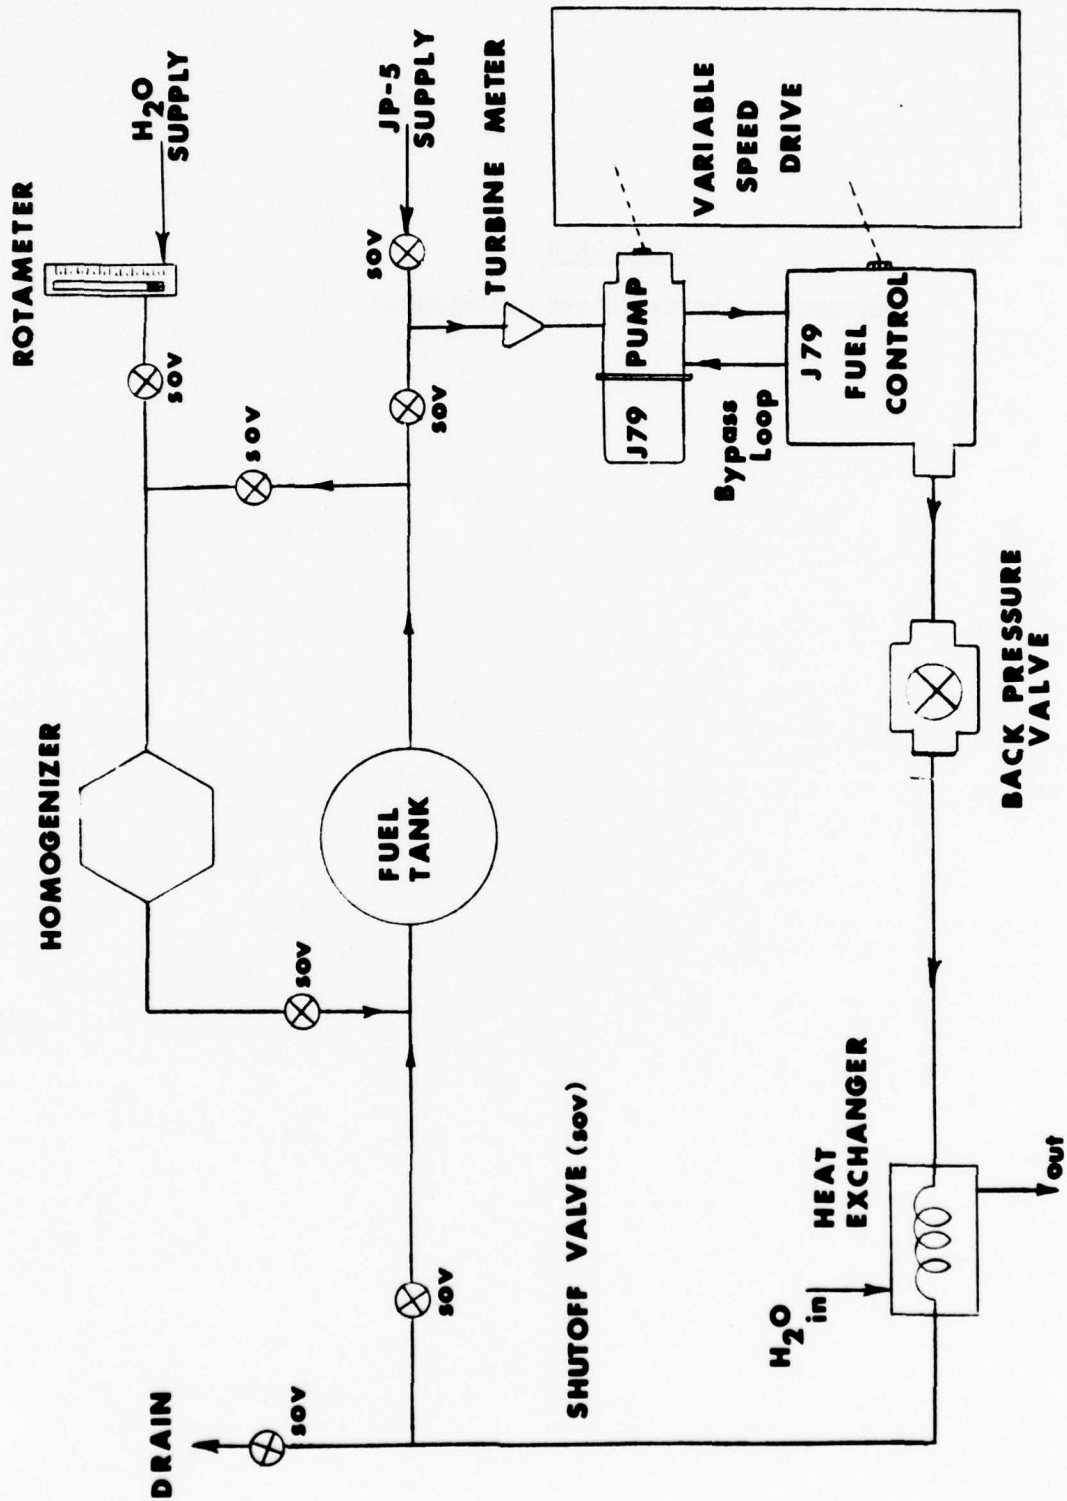 ROTAMETER
HOMOGENIZER
DRAIN
H₂O
SUPPLY
sov
sov
sov
sov
JP-5
SUPPLY
sov
FUEL
TANK
sov
sov
TURBINE METER
SHUTOFF VALVE (sov)
J79 PUMP
Bypass
Loop
VARIABLE
SPEED
DRIVE
J79
FUEL
CONTROL
H₂O
in
HEAT
EXCHANGER
out
BACK PRESSURE
VALVE